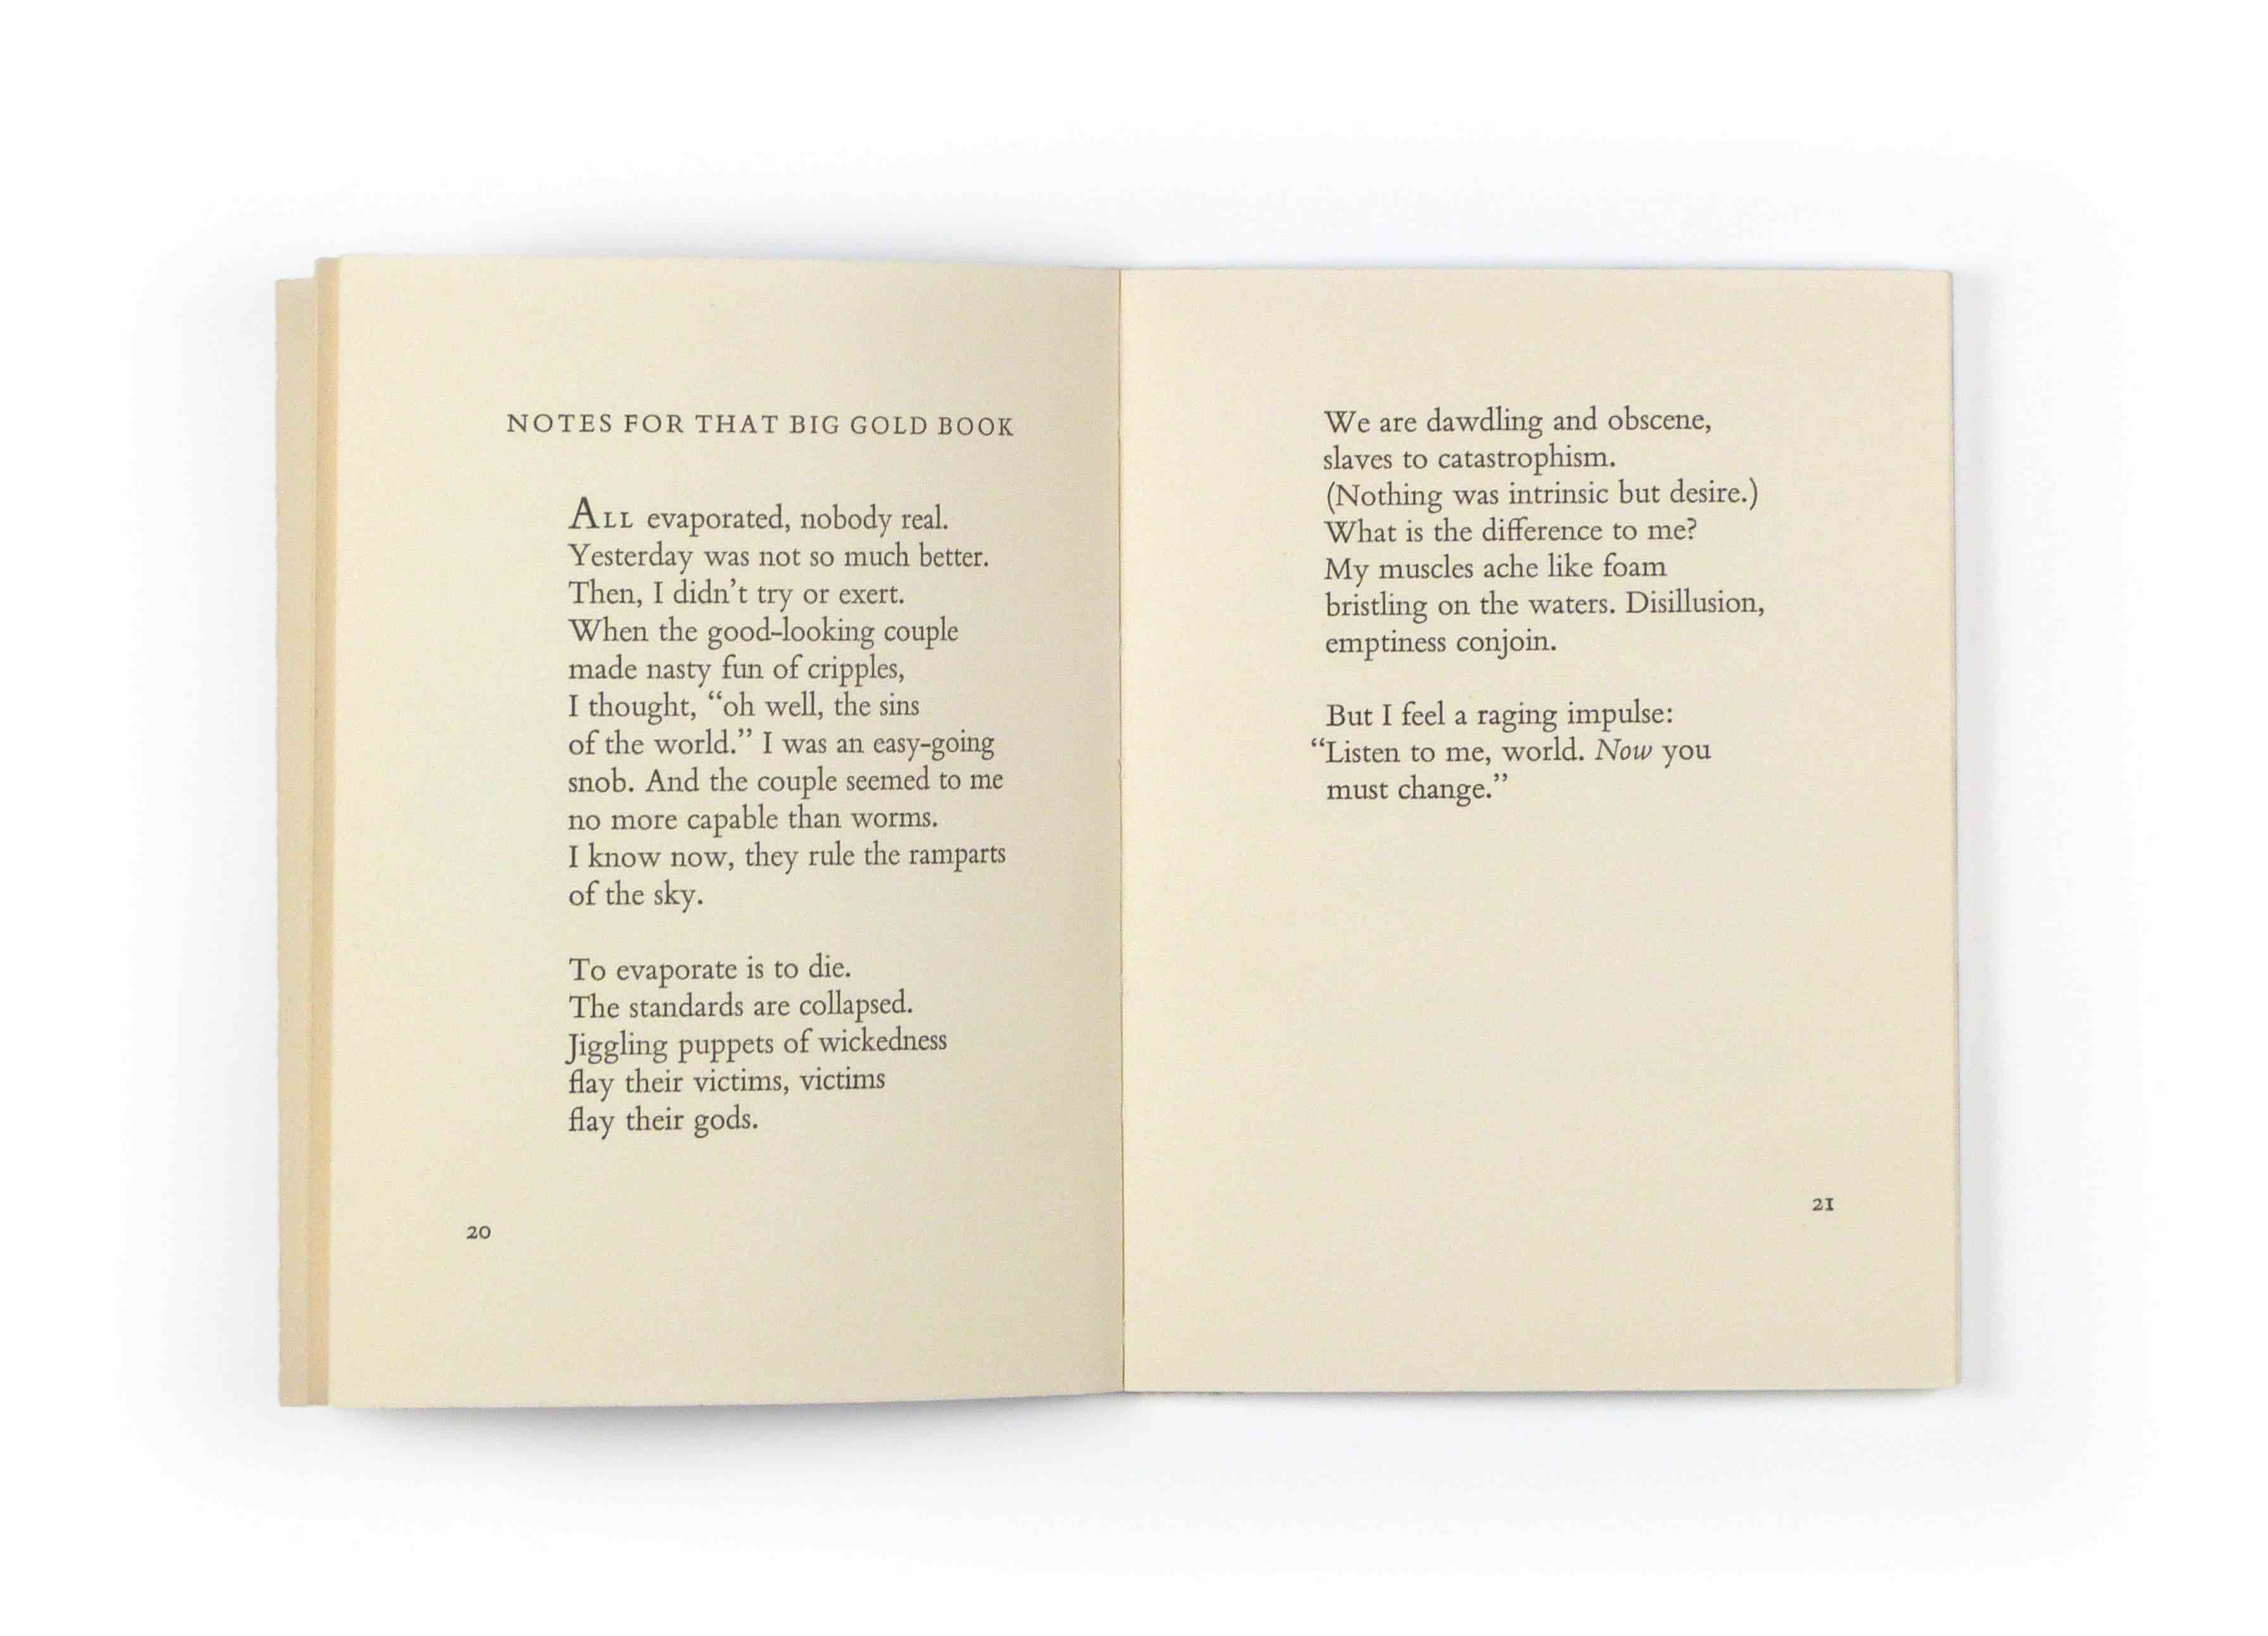 NOTES FOR THAT BIG GOLD BOOK
ALL evaporated, nobody real.
Yesterday was not so much better.
Then, I didn’t try or exert.
When the good-looking couple
made nasty fun of cripples,
I thought, “oh well, the sins
of the world.” I was an easy-going
snob. And the couple seemed to me
no more capable than worms.
I know now, they rule the ramparts
of the sky.
To evaporate is to die.
The standards are collapsed.
Jiggling puppets of wickedness
flay their victims, victims
flay their gods.
20
We are dawdling and obscene,
slaves to catastrophism.
(Nothing was intrinsic but desire.)
What is the difference to me?
My muscles ache like foam
bristling on the waters. Disillusion,
emptiness conjoin.
But I feel a raging impulse:
“Listen to me, world. Now you
must change.”
21